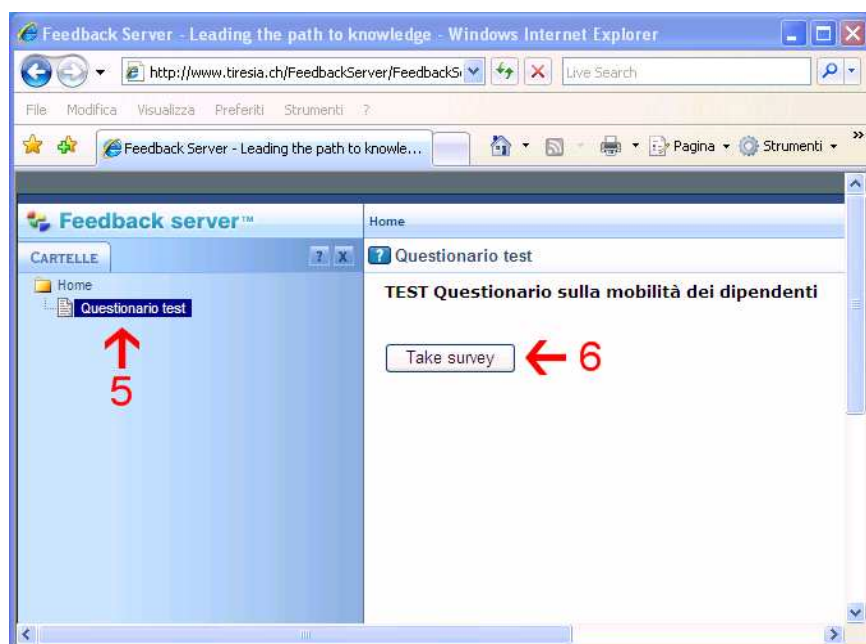 Feedback Server - Leading the path to knowledge - Windows Internet Explorer
http://www.tiresia.ch/FeedbackServer/FeedbackS
Live Search
File Modifica Visualizza Preferiti Strumenti ?
Feedback Server - Leading the path to knowle...
Pagina
Strumenti
»
Feedback server™
Home
CARTELLE
? X
? Questionario test
Home
Questionario test
TEST Questionario sulla mobilità dei dipendenti
Take survey
6
5